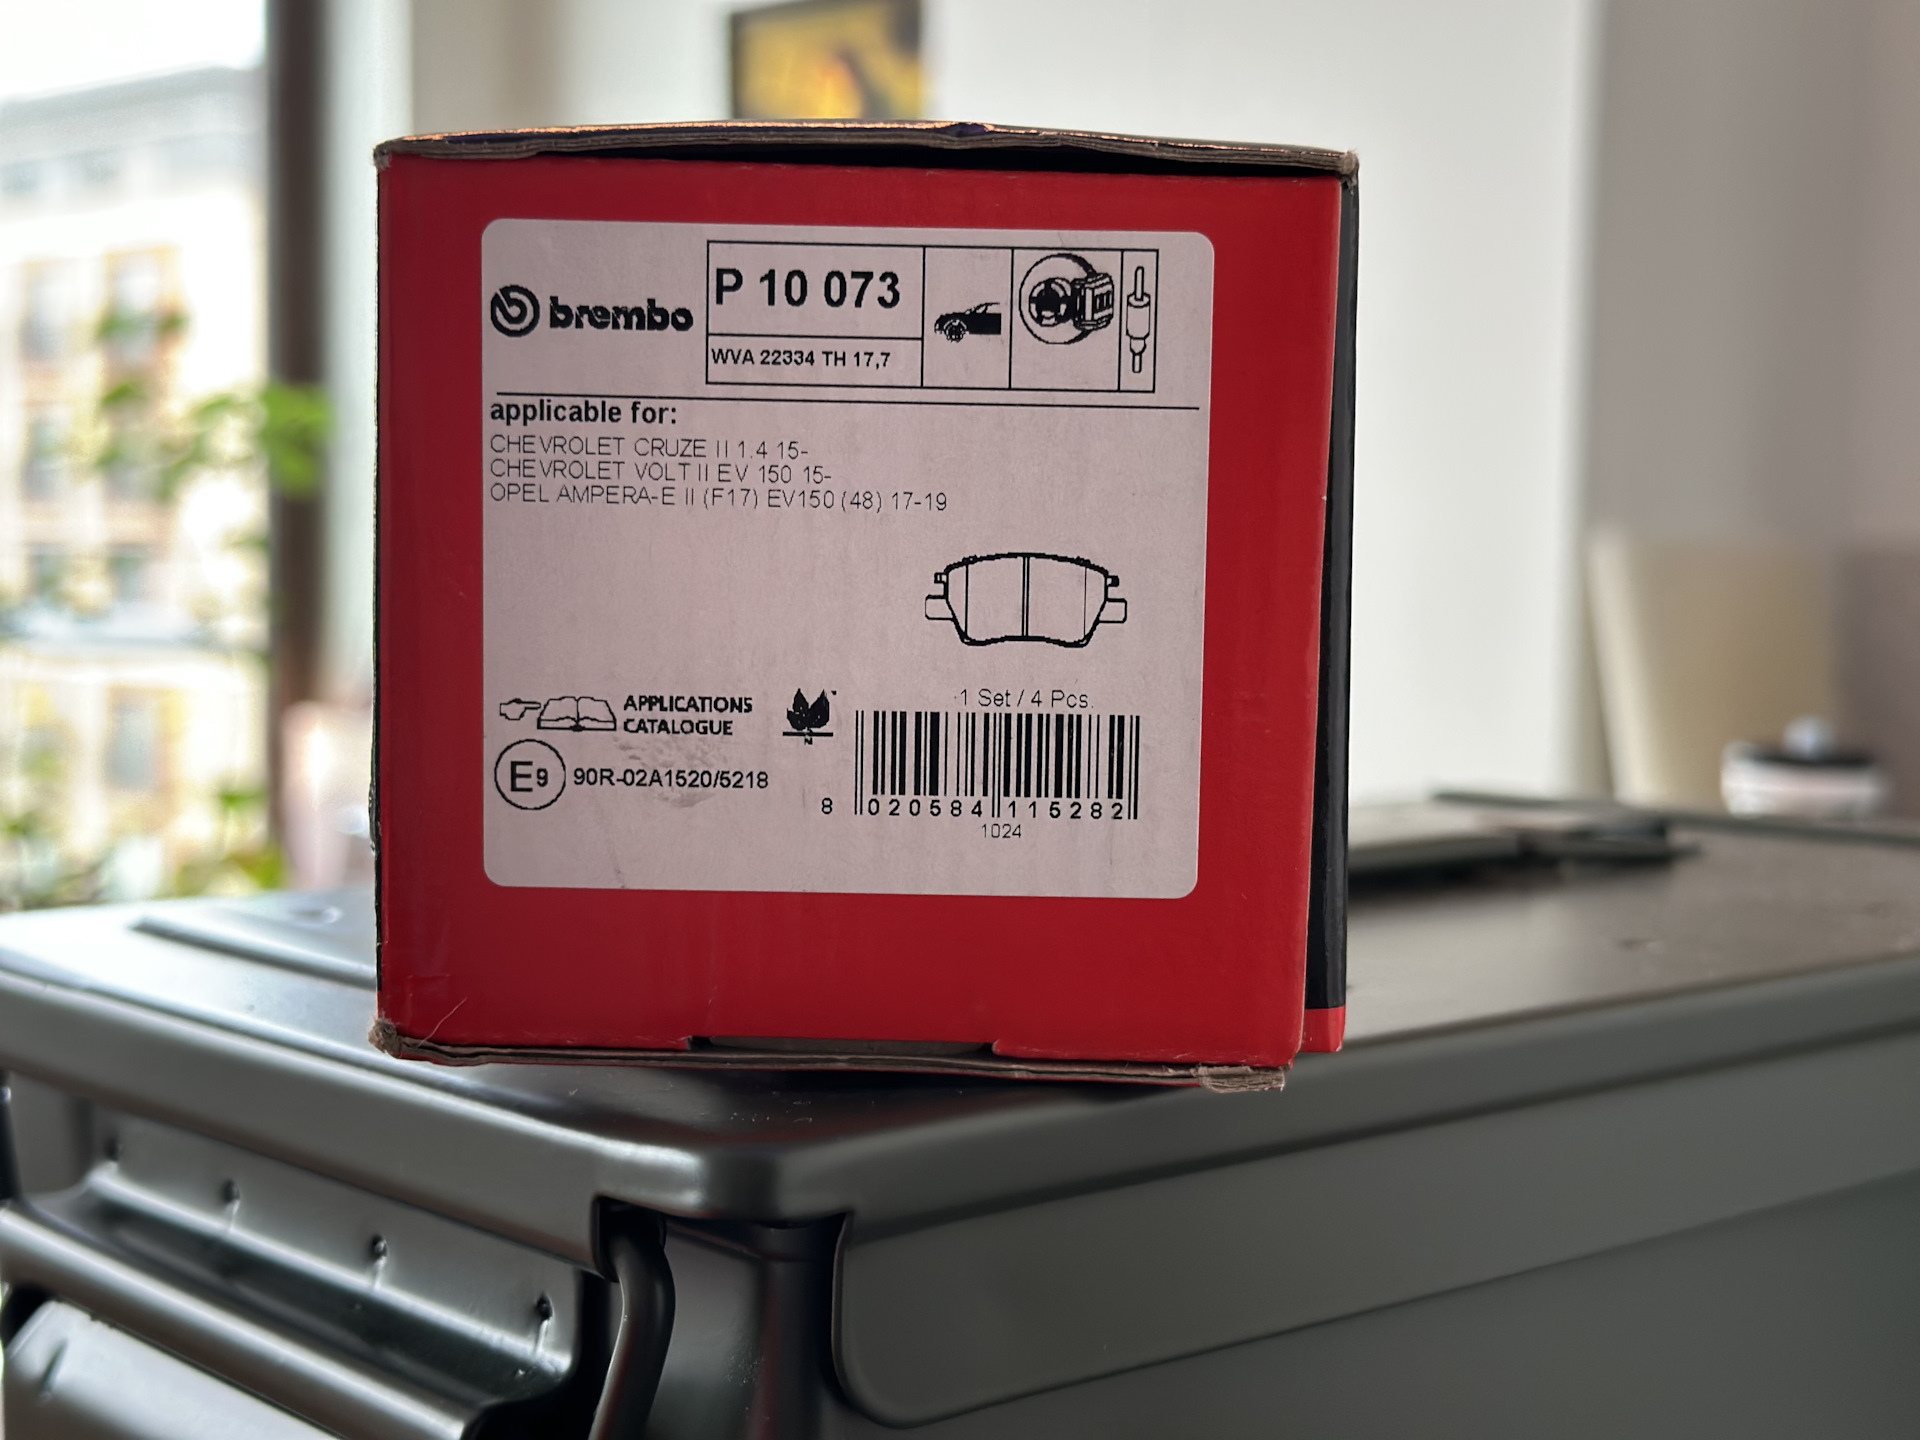 brembo
P 10 073
WVA 22334 TH 17,7
applicable for:
CHEVROLET CRUZE II 1.4 15-
CHEVROLET VOLT II EV 150 15-
OPEL AMPERA-E II (F17) EV150 (48) 17-19
1 Set / 4 Pcs.
APPLICATIONS
CATALOGUE
N
E9 90R-02A1520/5218
8 020584 115282
1024